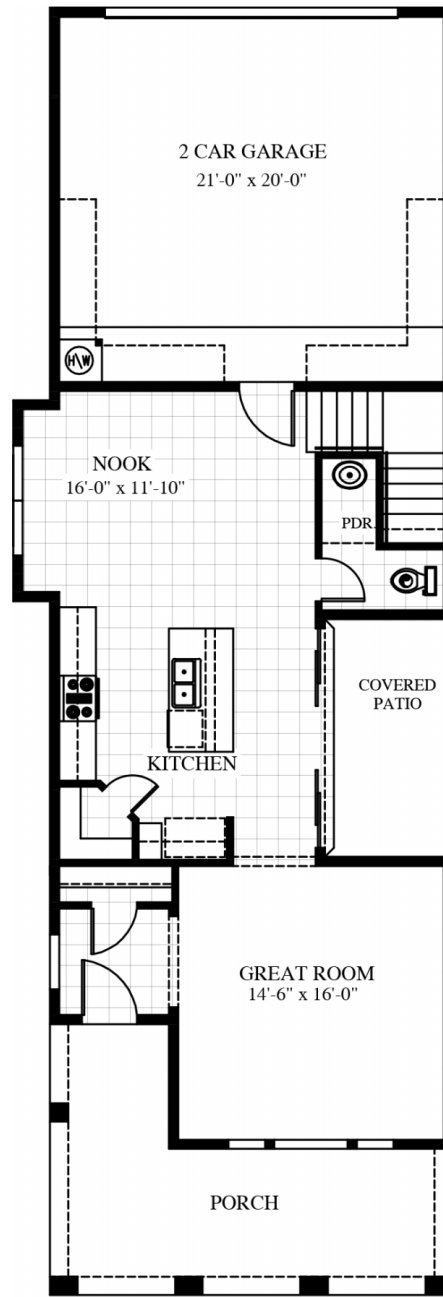 2 CAR GARAGE
21'-0" x 20'-0"
H\W
NOOK
16'-0" x 11'-10"
PDR.
COVERED
PATIO
KITCHEN
GREAT ROOM
14'-6" x 16'-0"
PORCH